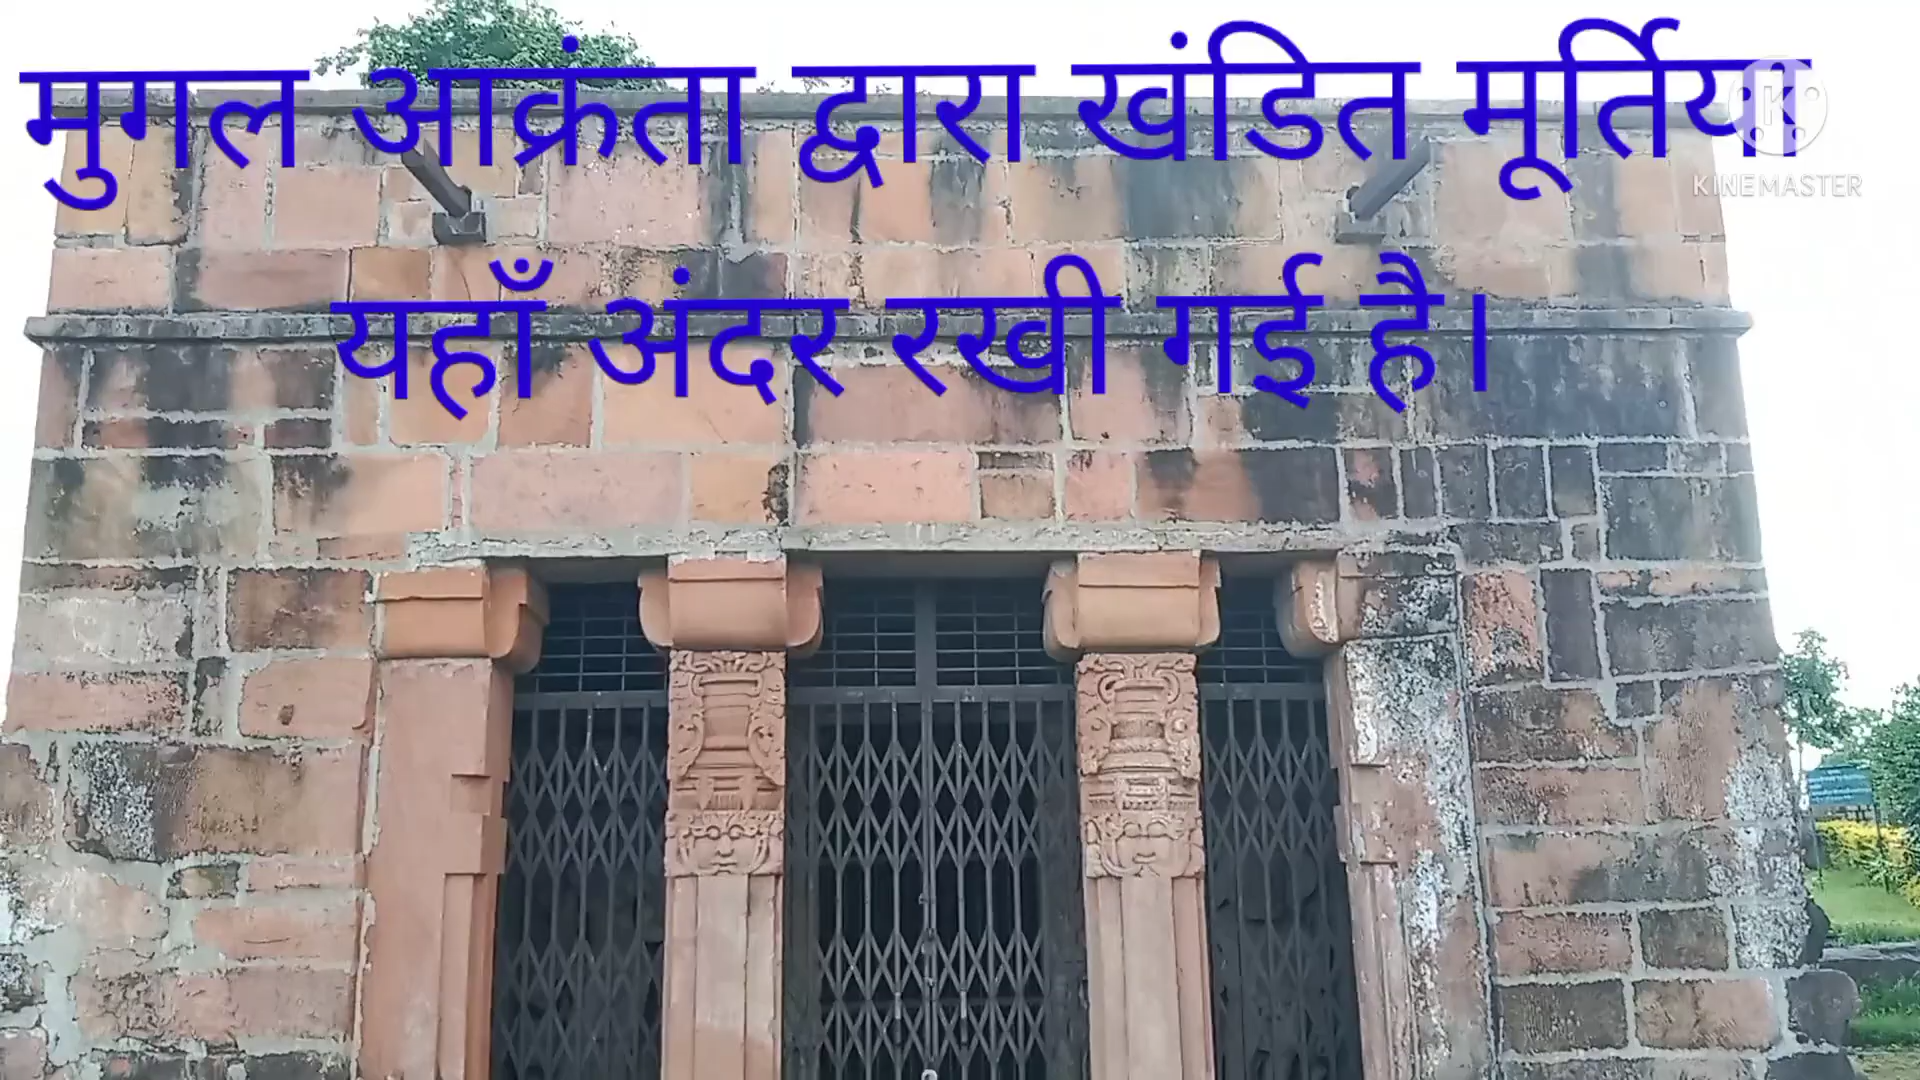 मुगल आक्रंता द्वारा खंडित मूर्तिया
यहाँ अंदर रखी गई है।
KINEMASTER